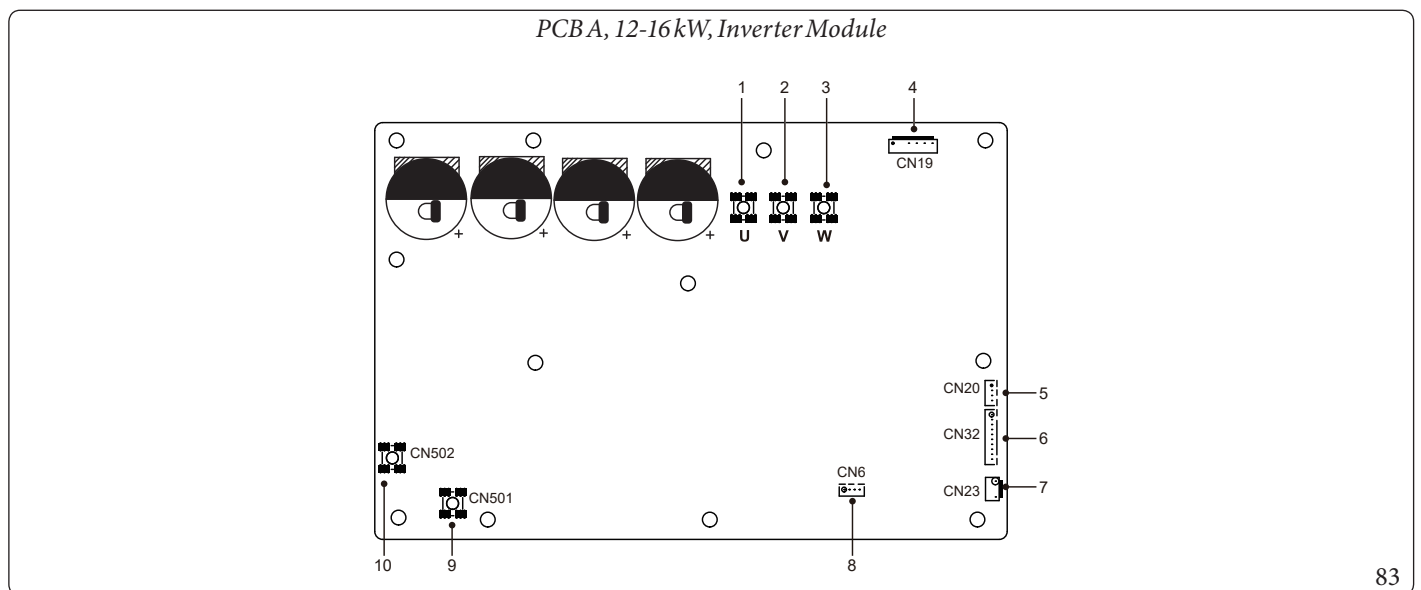 PCB A, 12-16 kW, Inverter Module
1 2 3 4
CN19
U V W
+ + + +
CN20 5
CN32 6
CN502
CN6
CN23 7
CN501
10 9 8
83